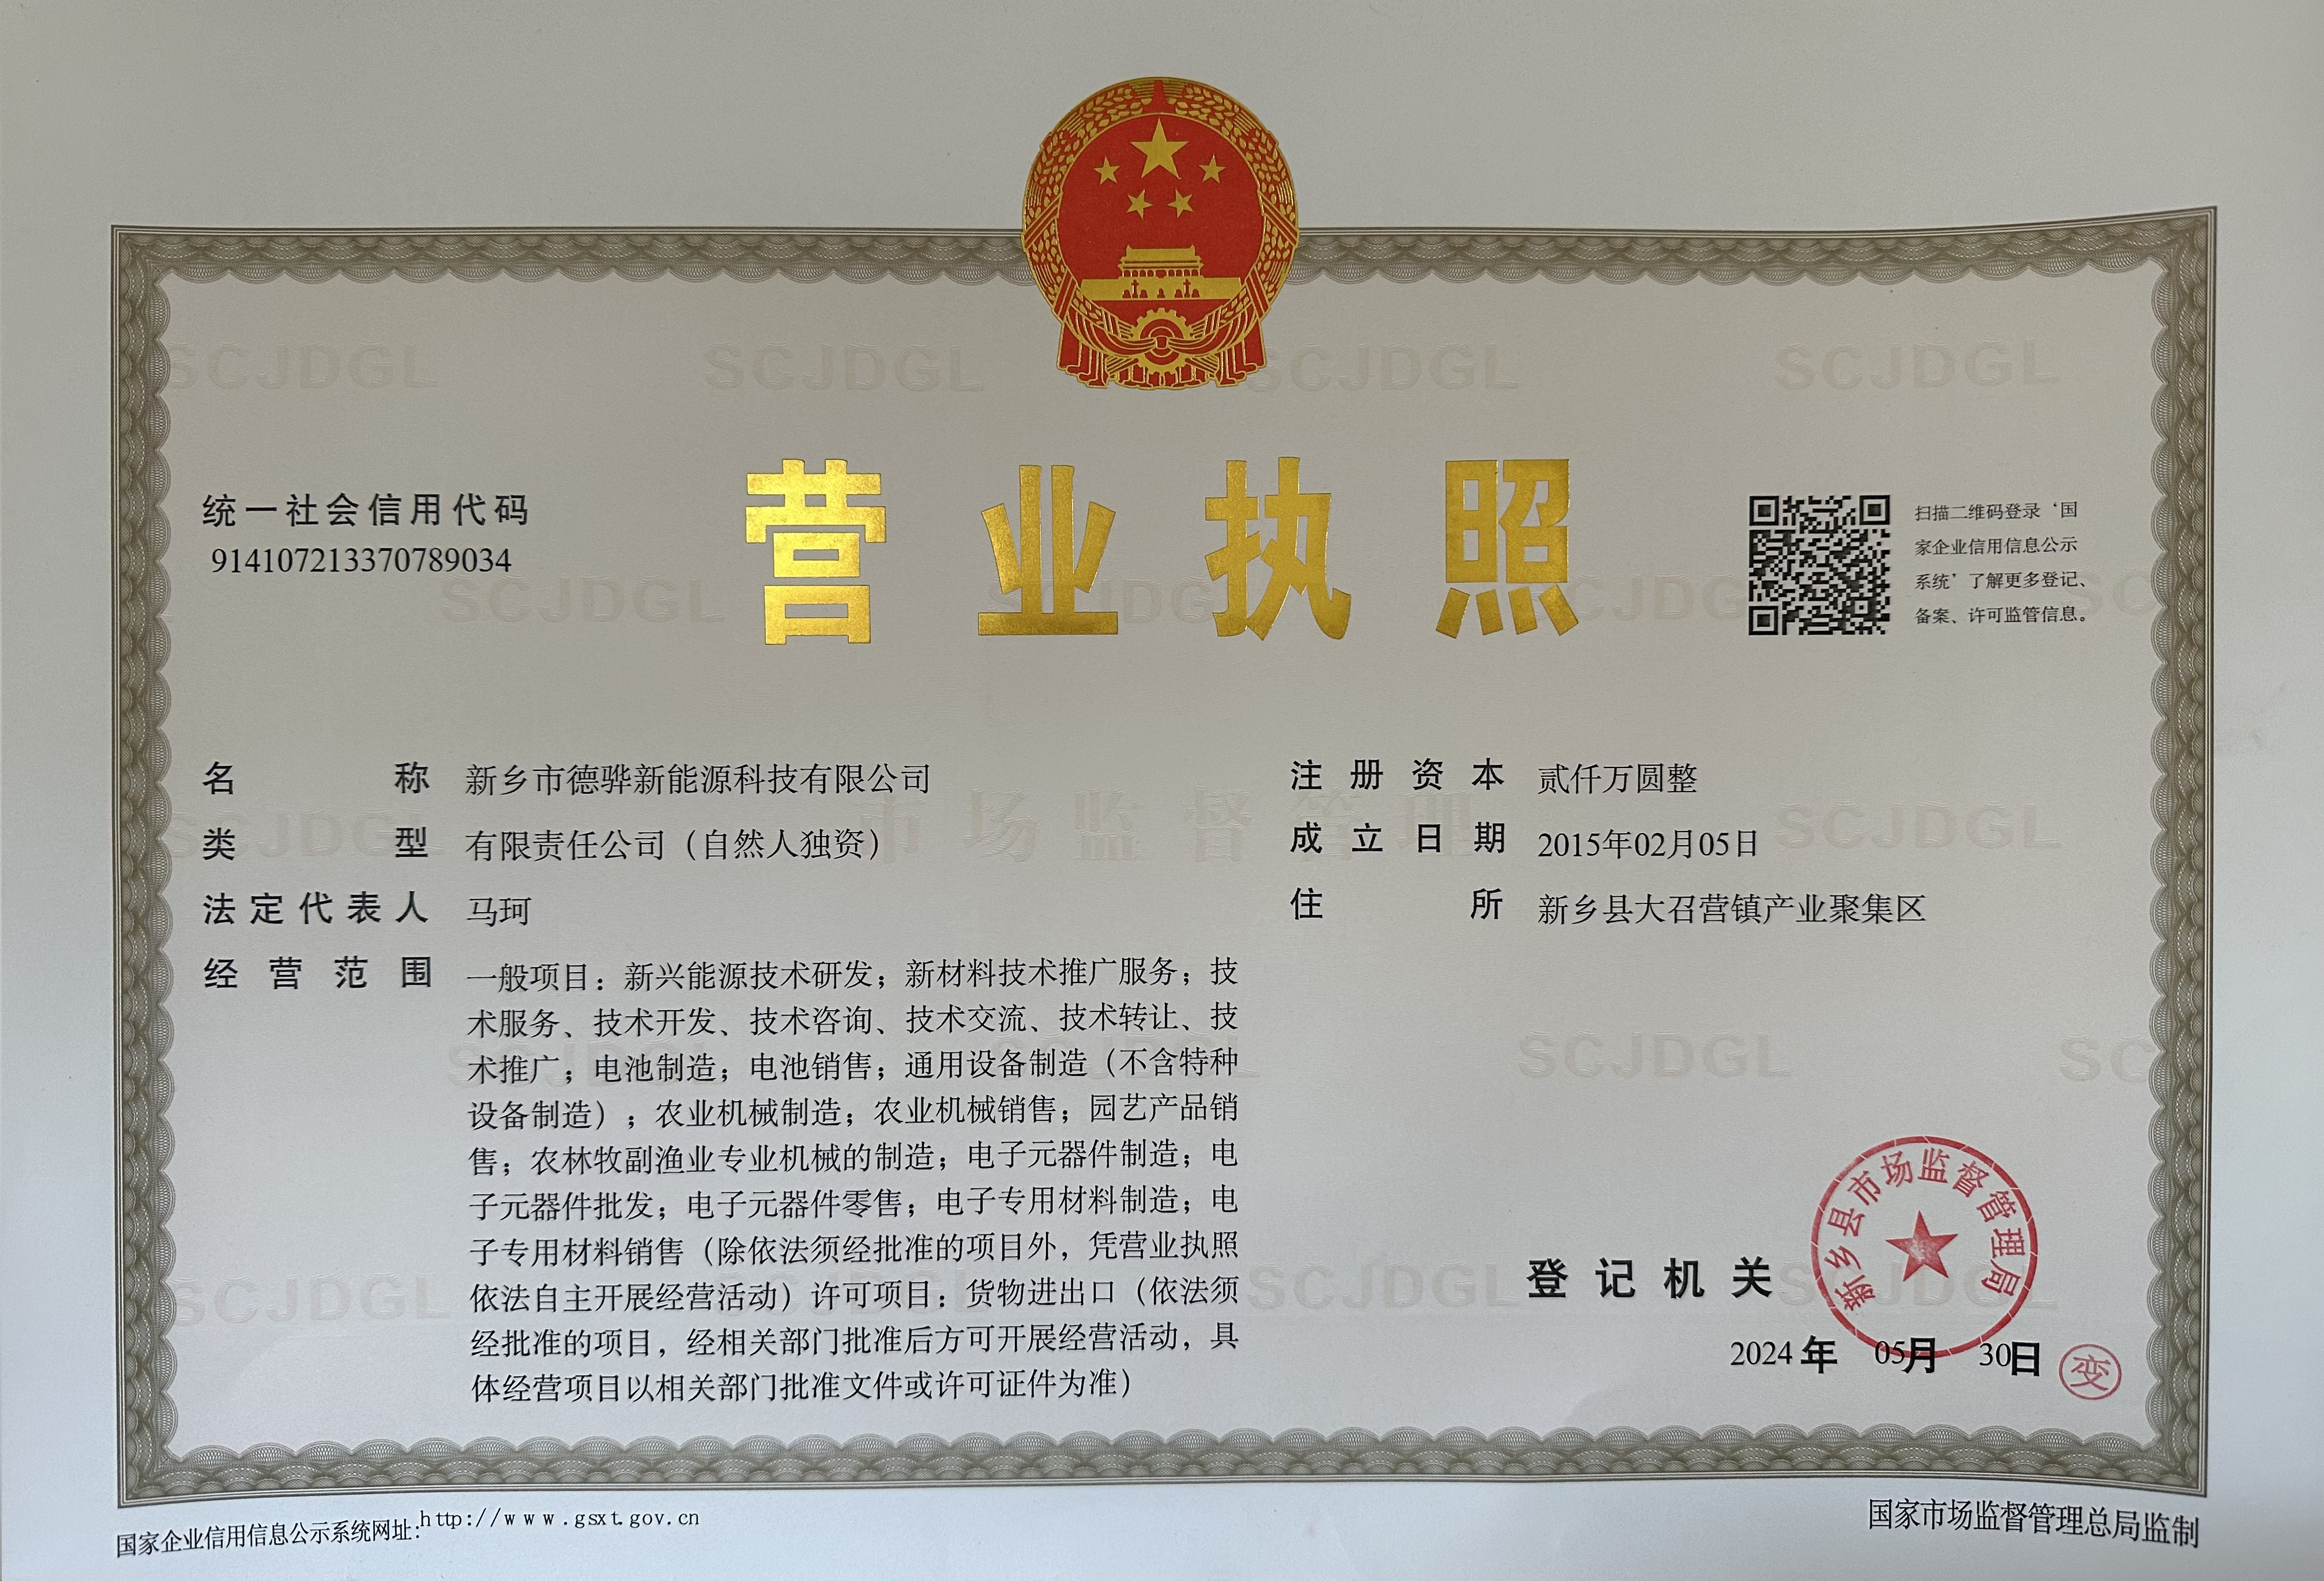 营业执照
统一社会信用代码
914107213370789034
扫描二维码登录‘国
家企业信用信息公示
系统’了解更多登记、
备案、许可监管信息。
名称 新乡市德骅新能源科技有限公司
类型 有限责任公司（自然人独资）
法定代表人 马珂
经营范围 一般项目：新兴能源技术研发；新材料技术推广服务；技
术服务、技术开发、技术咨询、技术交流、技术转让、技
术推广；电池制造；电池销售；通用设备制造（不含特种
设备制造）；农业机械制造；农业机械销售；园艺产品销
售；农林牧副渔业专业机械的制造；电子元器件制造；电
子元器件批发；电子元器件零售；电子专用材料制造；电
子专用材料销售（除依法须经批准的项目外，凭营业执照
依法自主开展经营活动）许可项目：货物进出口（依法须
经批准的项目，经相关部门批准后方可开展经营活动，具
体经营项目以相关部门批准文件或许可证件为准）
注册资本 贰仟万圆整
成立日期 2015年02月05日
住所 新乡县大召营镇产业聚集区
登记机关
新乡县市场监督管理局
2024年05月30日
变
国家企业信用信息公示系统网址:http://www.gsxt.gov.cn
国家市场监督管理总局监制
SCJDGL
市场监督管理